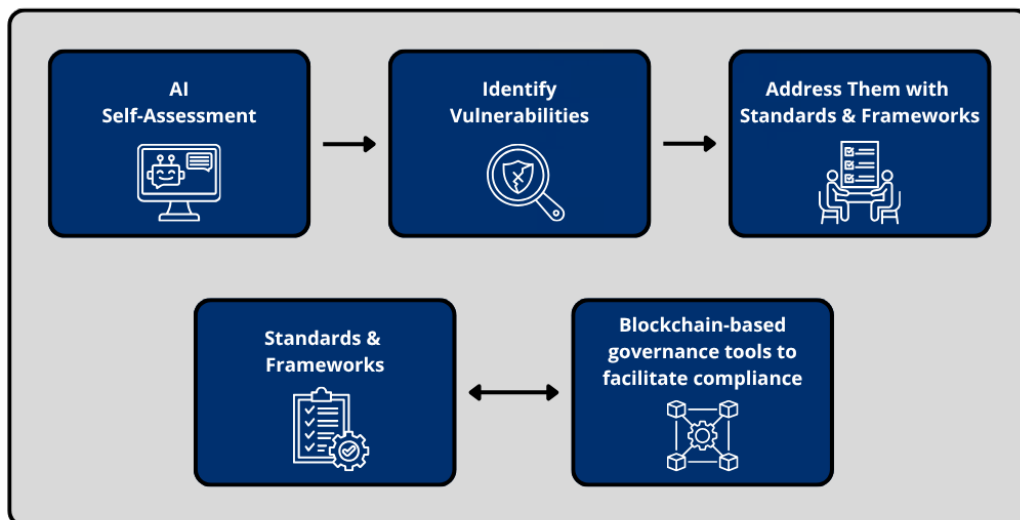 AI
Self-Assessment
Identify
Vulnerabilities
Address Them with
Standards & Frameworks
Standards &
Frameworks
Blockchain-based
governance tools to
facilitate compliance